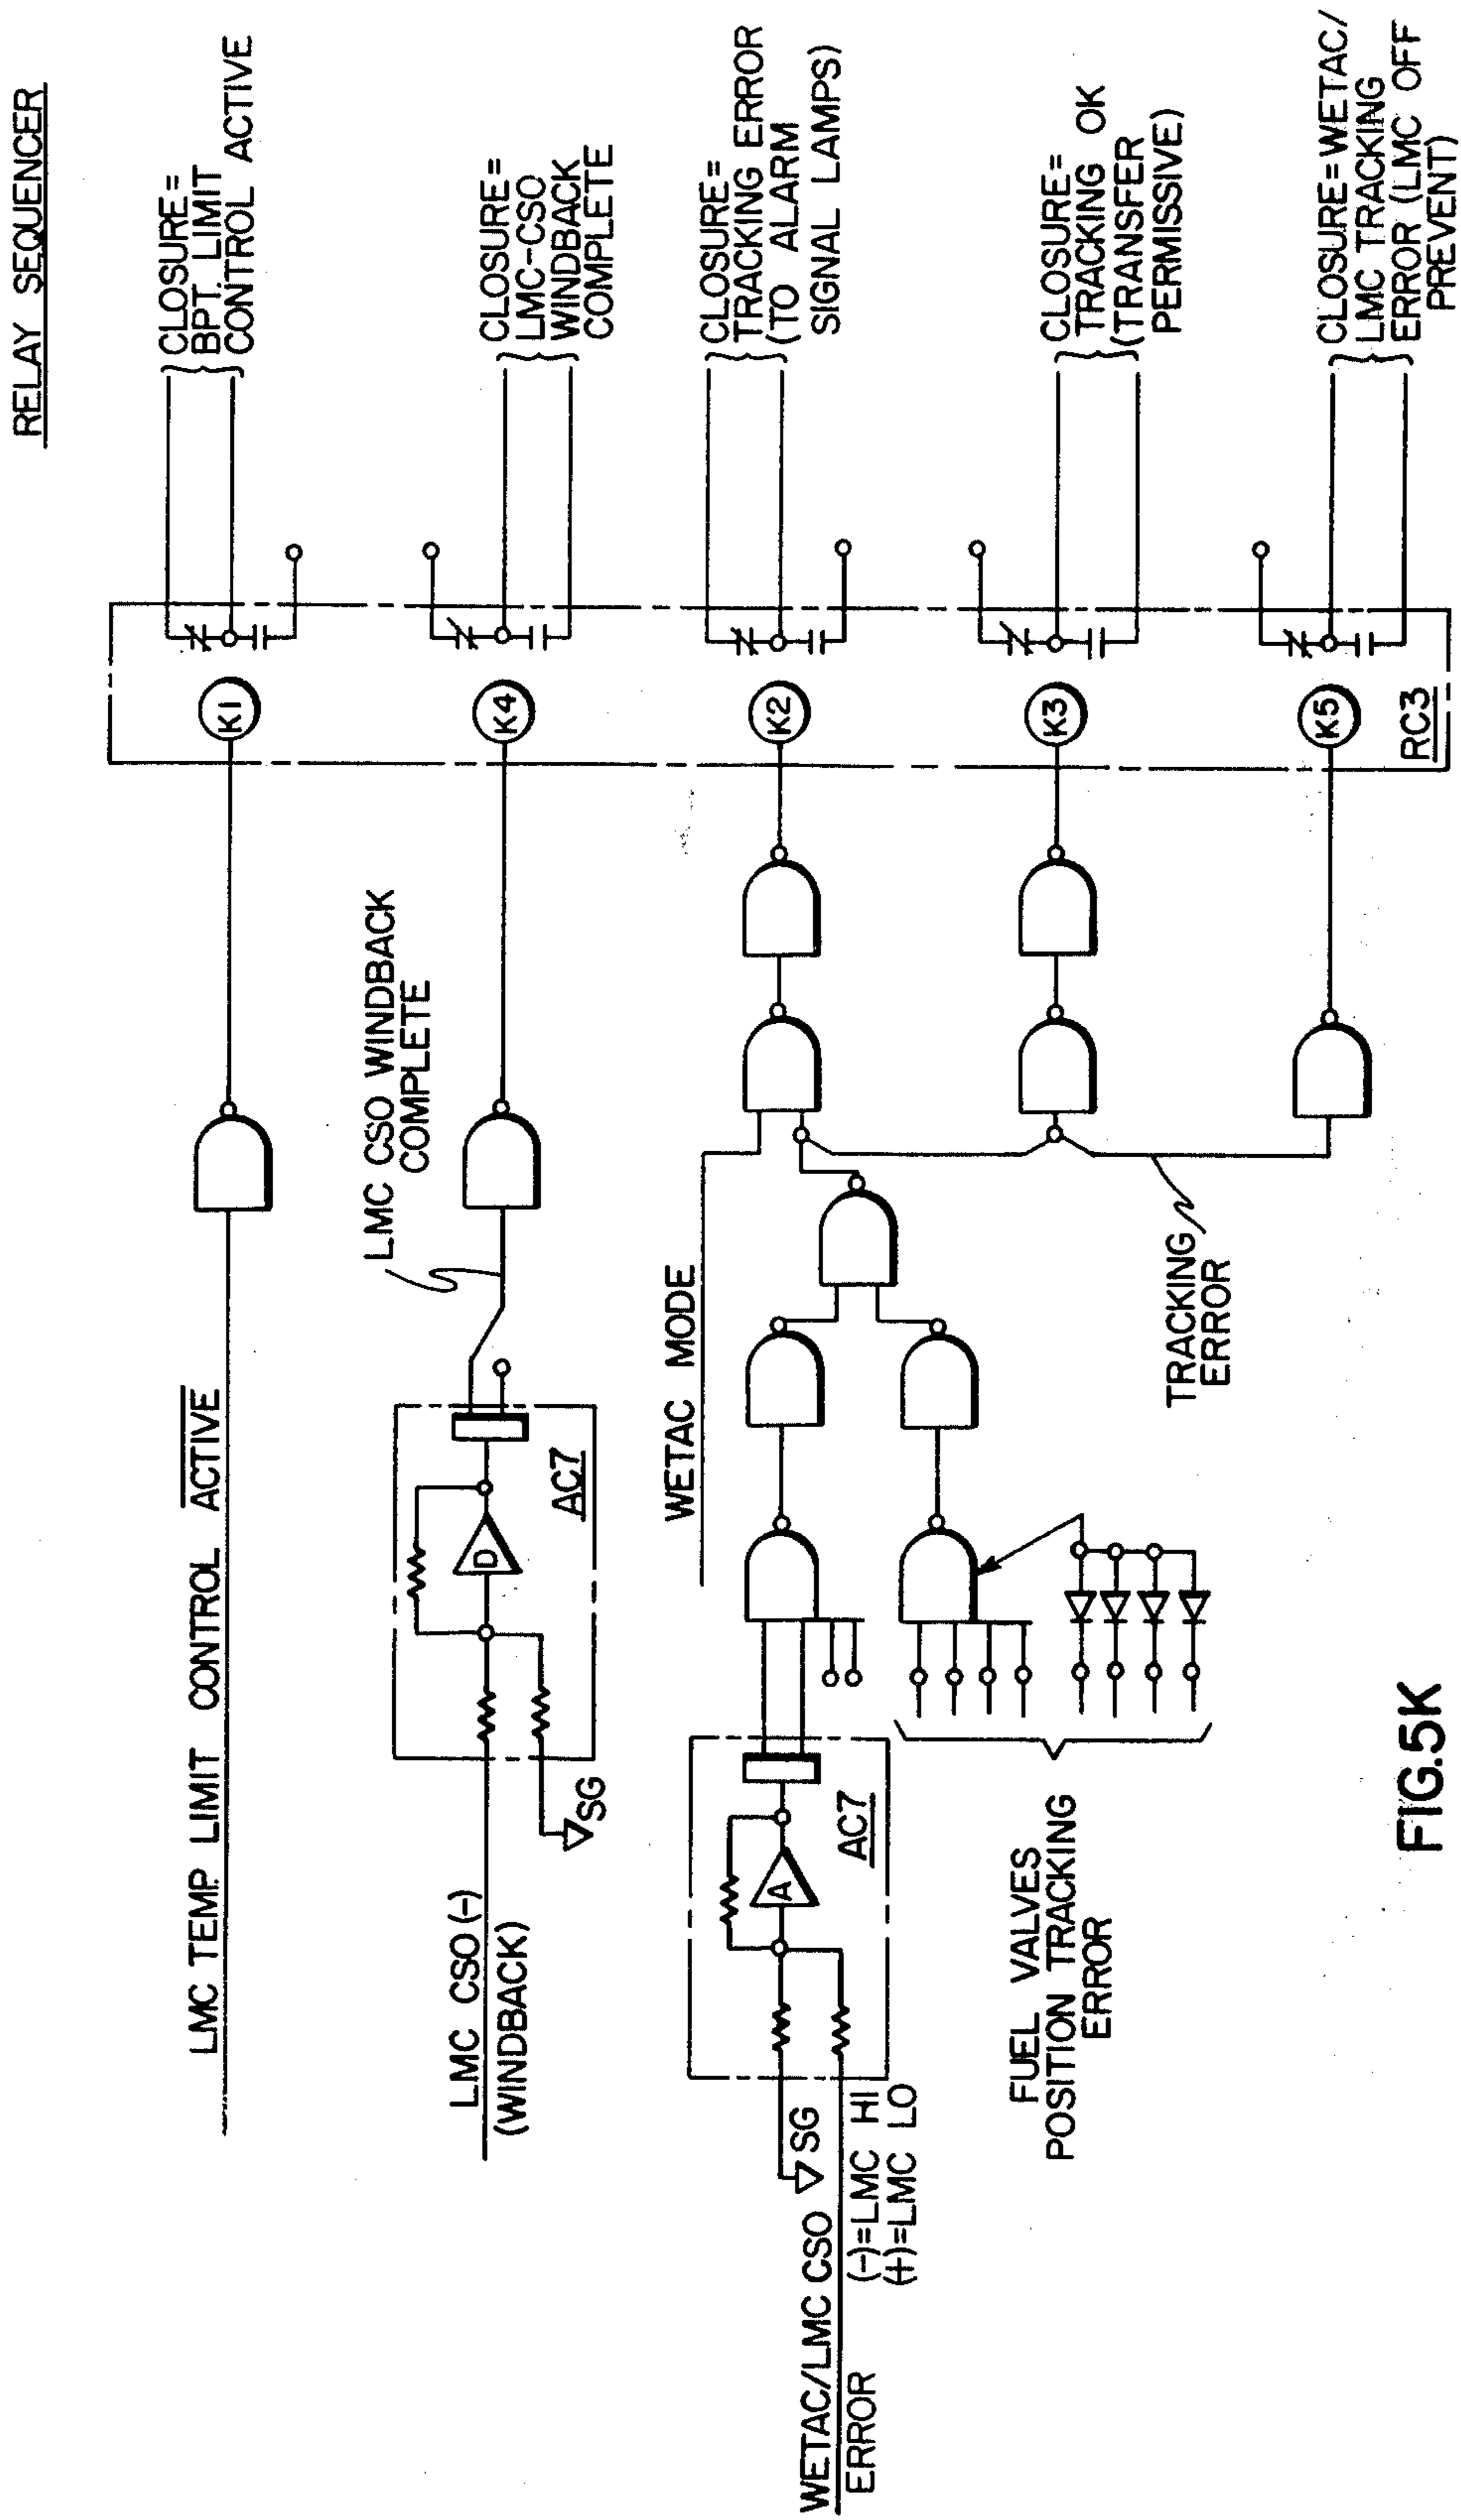 RELAY SEQUENCER
LMC TEMP. LIMIT CONTROL ACTIVE
K1
CLOSURE=
BPT. LIMIT
CONTROL ACTIVE
LMC CSO (-)
(WINDBACK)
SG
D
AC7
LMC CSO WINDBACK
COMPLETE
K4
CLOSURE=
LMC-CSO
WINDBACK
COMPLETE
WETAC/LMC CSO
ERROR
(-)=LMC HI
(+)=LMC LO
SG
A
AC7
WETAC MODE
K2
CLOSURE=
TRACKING ERROR
(TO ALARM
SIGNAL LAMPS)
FUEL VALVES
POSITION TRACKING
ERROR
TRACKING
ERROR
K3
CLOSURE=
TRACKING OK
(TRANSFER
PERMISSIVE)
K5
CLOSURE=WETAC/
LMC TRACKING
ERROR (LMC OFF
PREVENT)
RC3
FIG.5K